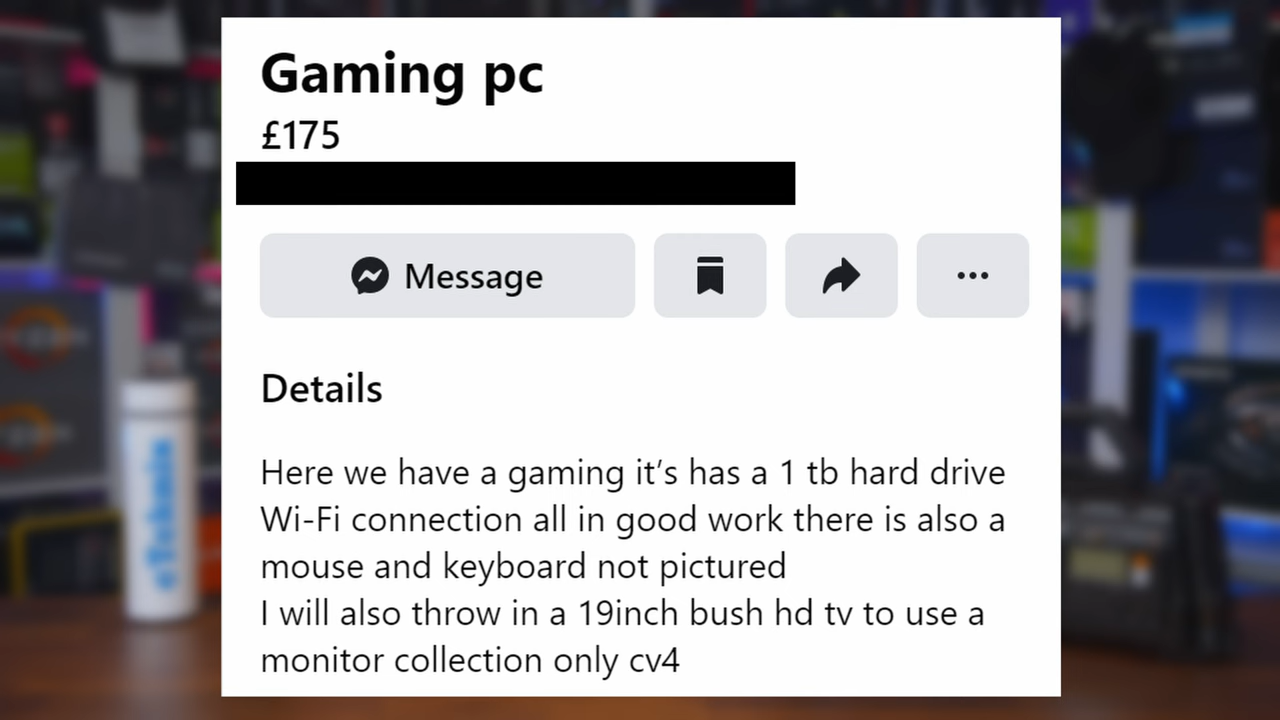 Gaming pc
£175
Message
Details
Here we have a gaming it’s has a 1 tb hard drive
Wi-Fi connection all in good work there is also a
mouse and keyboard not pictured
I will also throw in a 19inch bush hd tv to use a
monitor collection only cv4
eTeknix